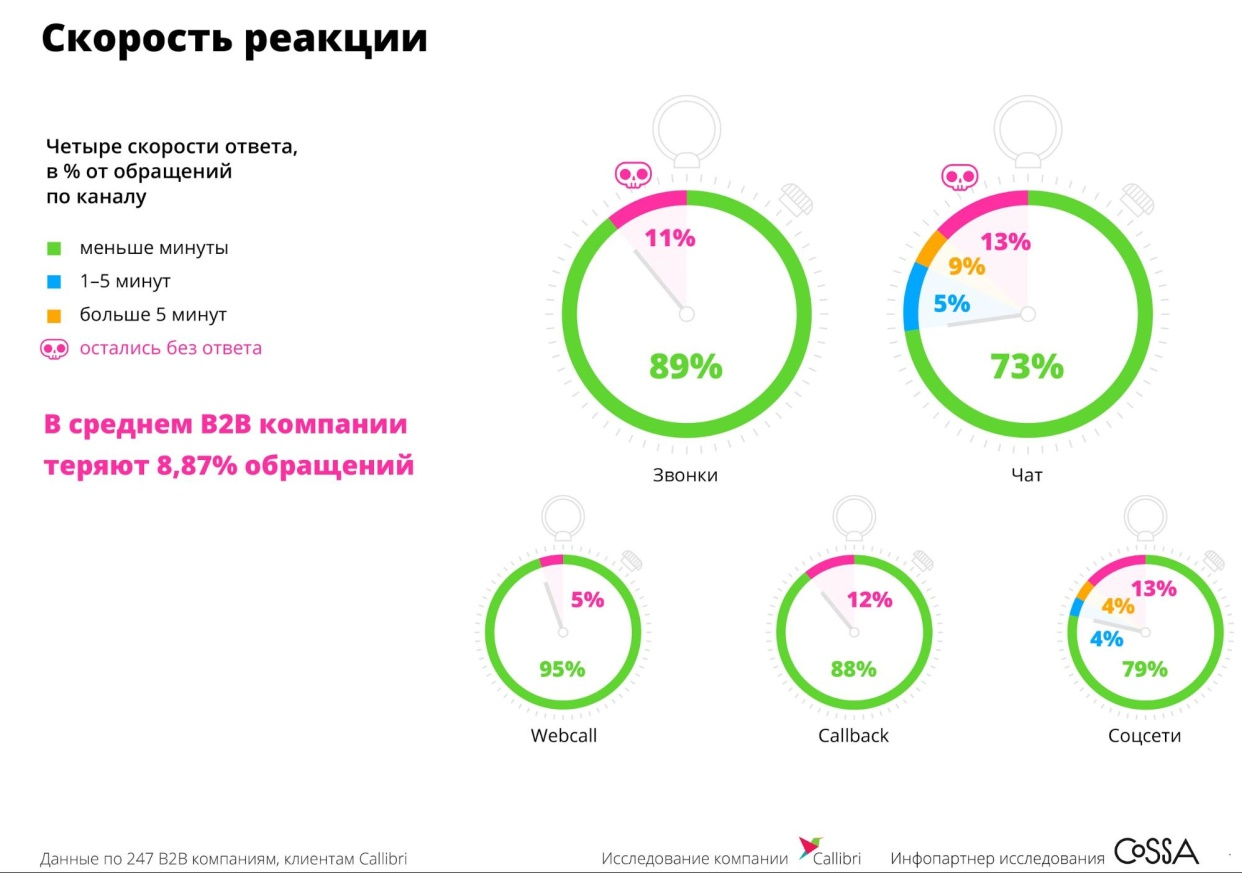 Скорость реакции
Четыре скорости ответа,
в % от обращений
по каналу
меньше минуты
1–5 минут
больше 5 минут
остались без ответа
В среднем B2B компании
теряют 8,87% обращений
11%
89%
Звонки
13%
9%
5%
73%
Чат
5%
95%
Webcall
12%
88%
Callback
13%
4%
4%
79%
Соцсети
Данные по 247 B2B компаниям, клиентам Callibri
Исследование компании Callibri
Инфопартнер исследования CoSSA